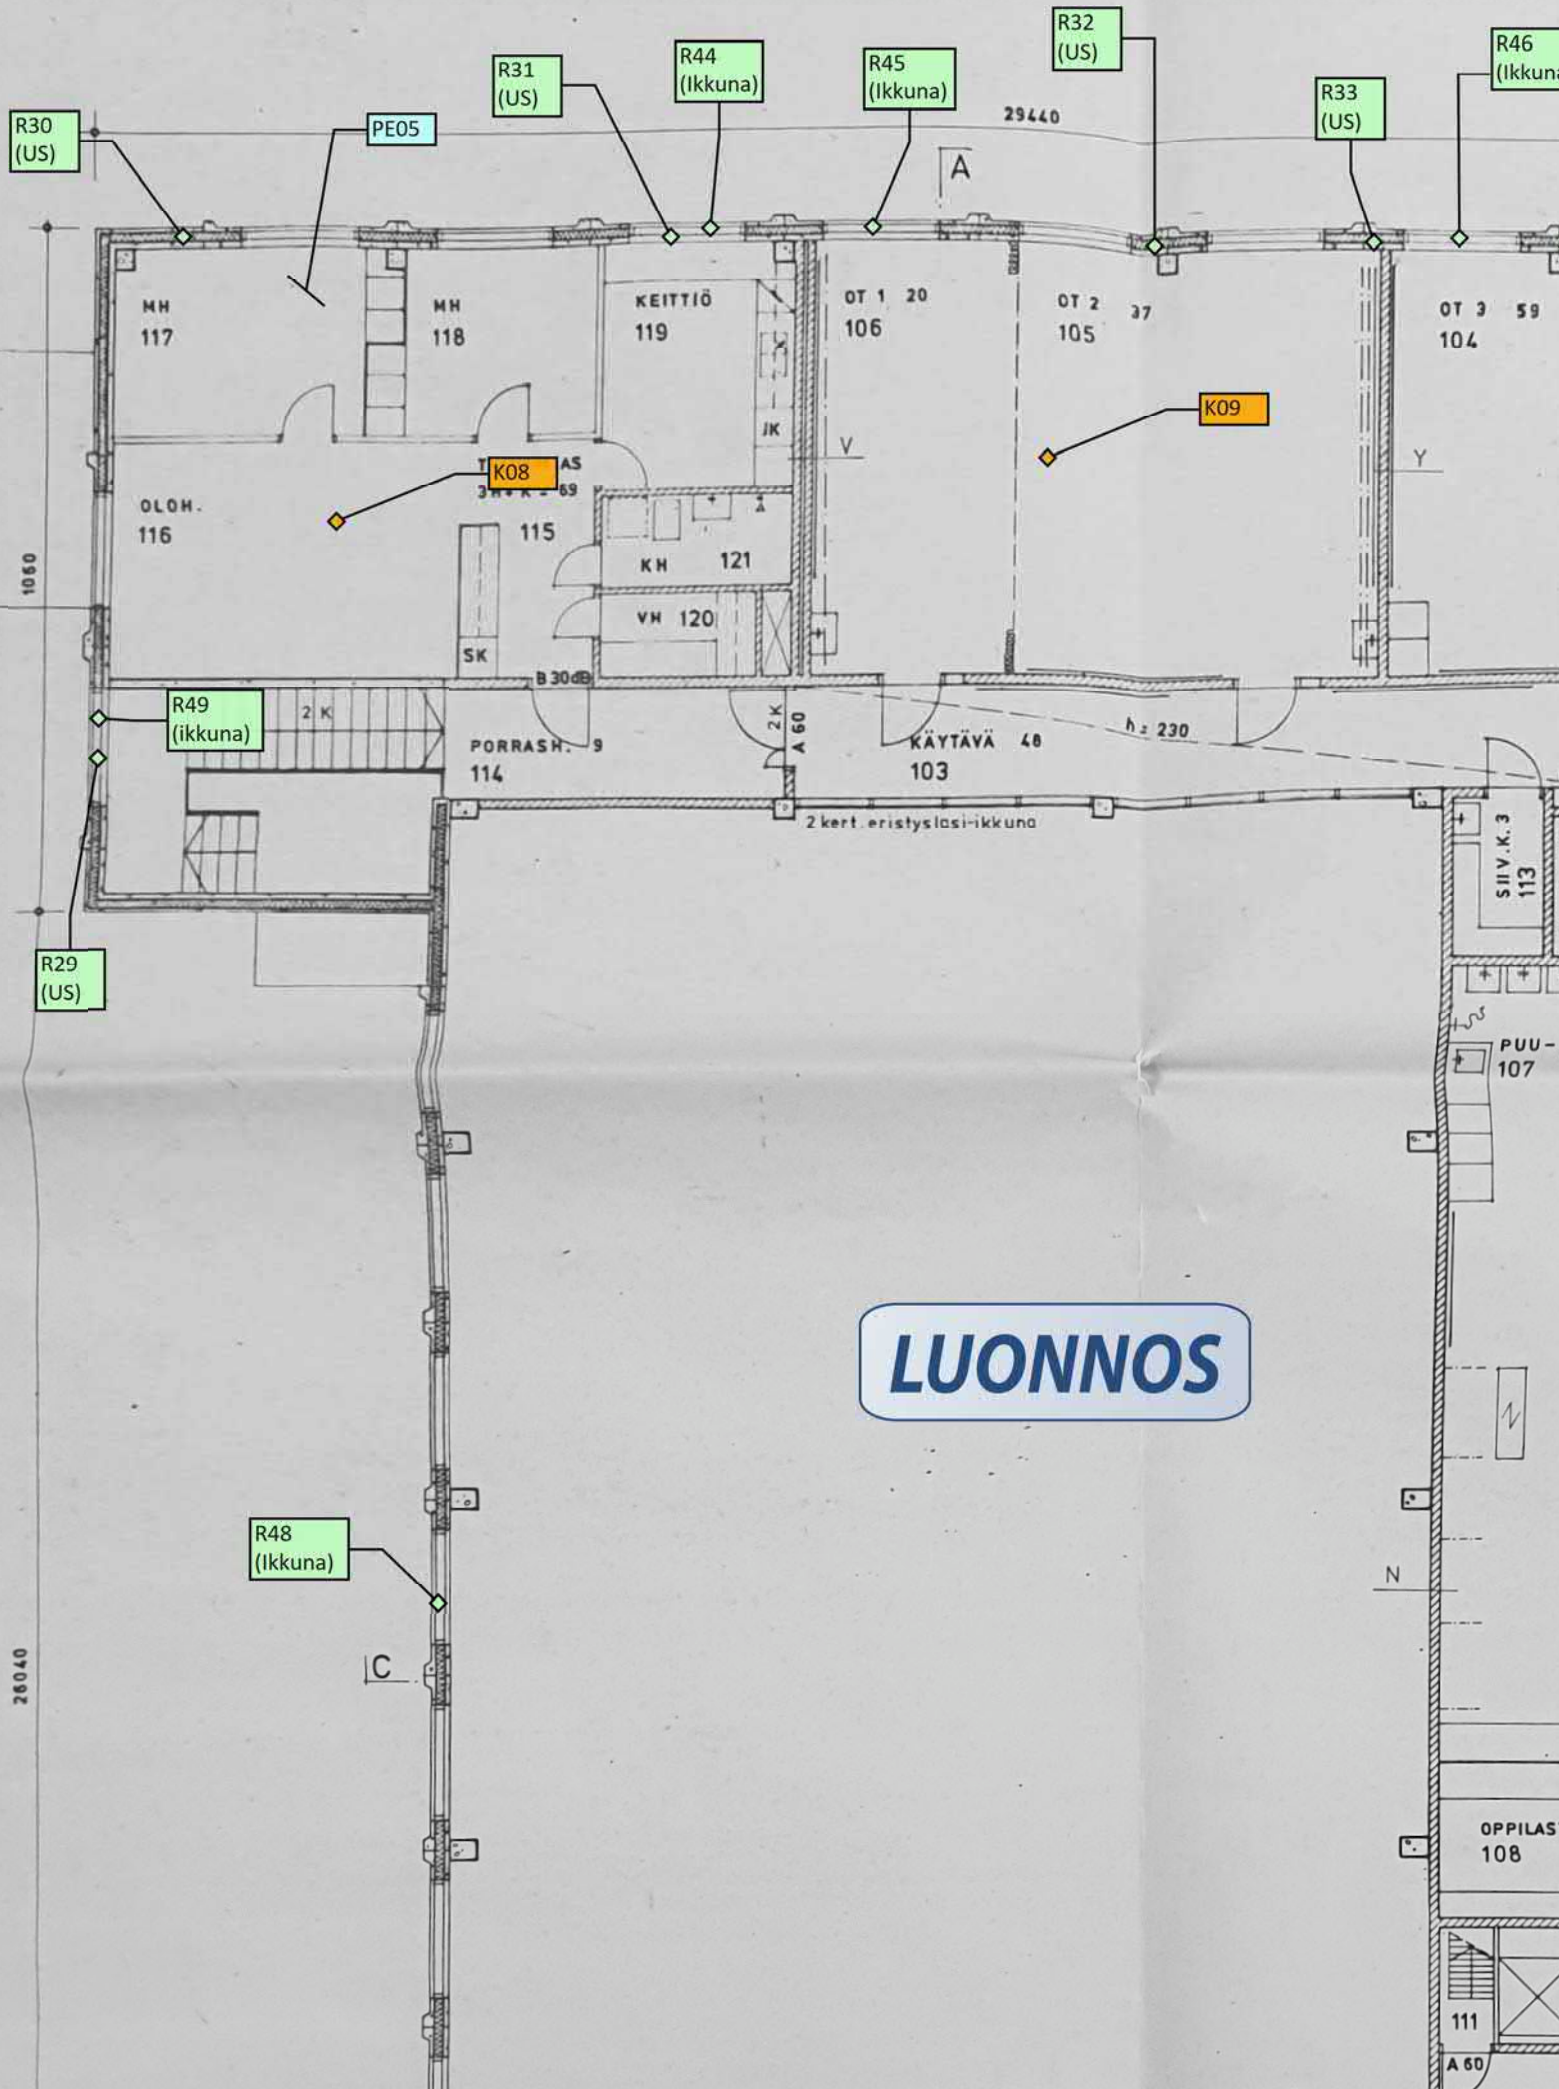 R32
(US)
R46
R31
(US)
R44
(Ikkuna)
R45
(Ikkuna)
R33
(US)
R30
(US)
PE05
29440
A
MH
117
MH
118
KEITTIÖ
119
OT 1 20
106
OT 2 37
105
OT 3 59
104
K09
JK
V
Y
K08
AS
69
OLOH.
116
115
KH 121
VH 120
SK
B 30dB
1060
R49
(ikkuna)
2 K
PORRASH. 9
114
2 K
A 60
KÄYTÄVÄ 48
103
h = 230
2 kert. eristyslasi-ikkuna
SIIV.K. 3
113
R29
(US)
PUU-
107
LUONNOS
R48
(Ikkuna)
N
C
26040
108
111
A 60